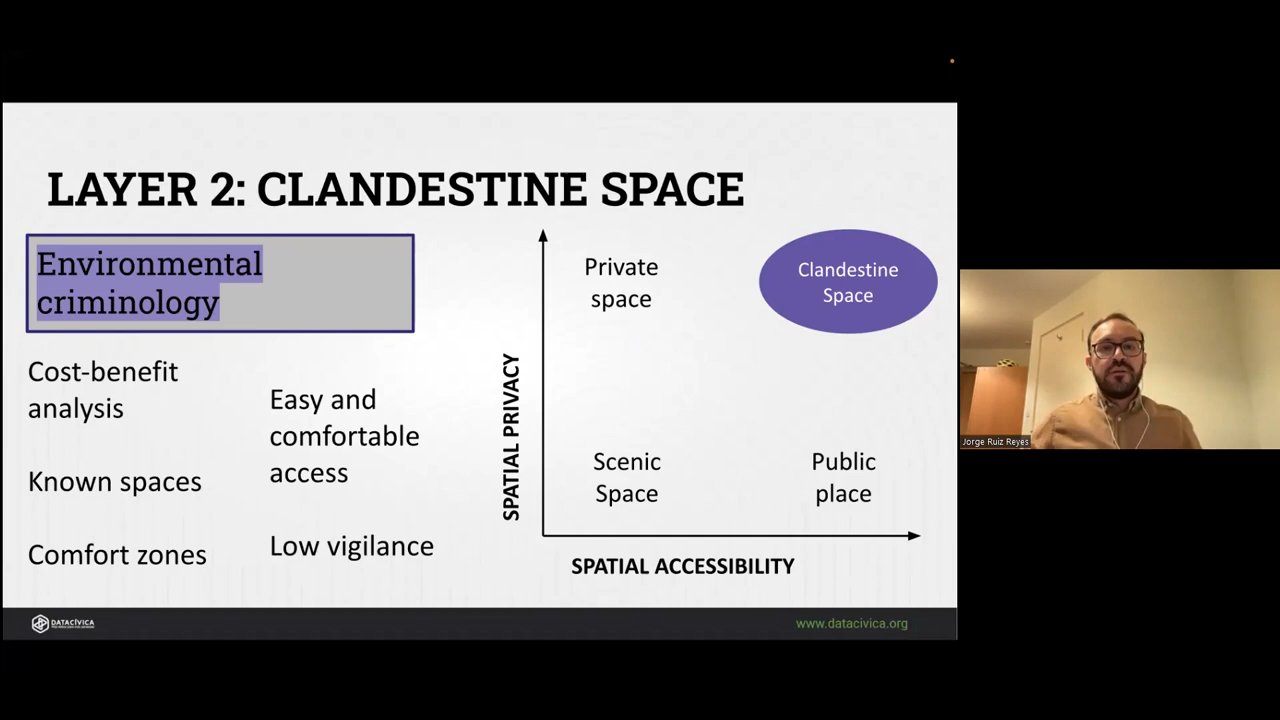 LAYER 2: CLANDESTINE SPACE
Environmental
criminology
Cost-benefit
analysis
Known spaces
Comfort zones
Easy and
comfortable
access
Low vigilance
SPATIAL PRIVACY
Private
space
Clandestine
Space
Scenic
Space
Public
place
SPATIAL ACCESSIBILITY
DATACÍVICA
www.datacivica.org
Jorge Ruiz Reyes